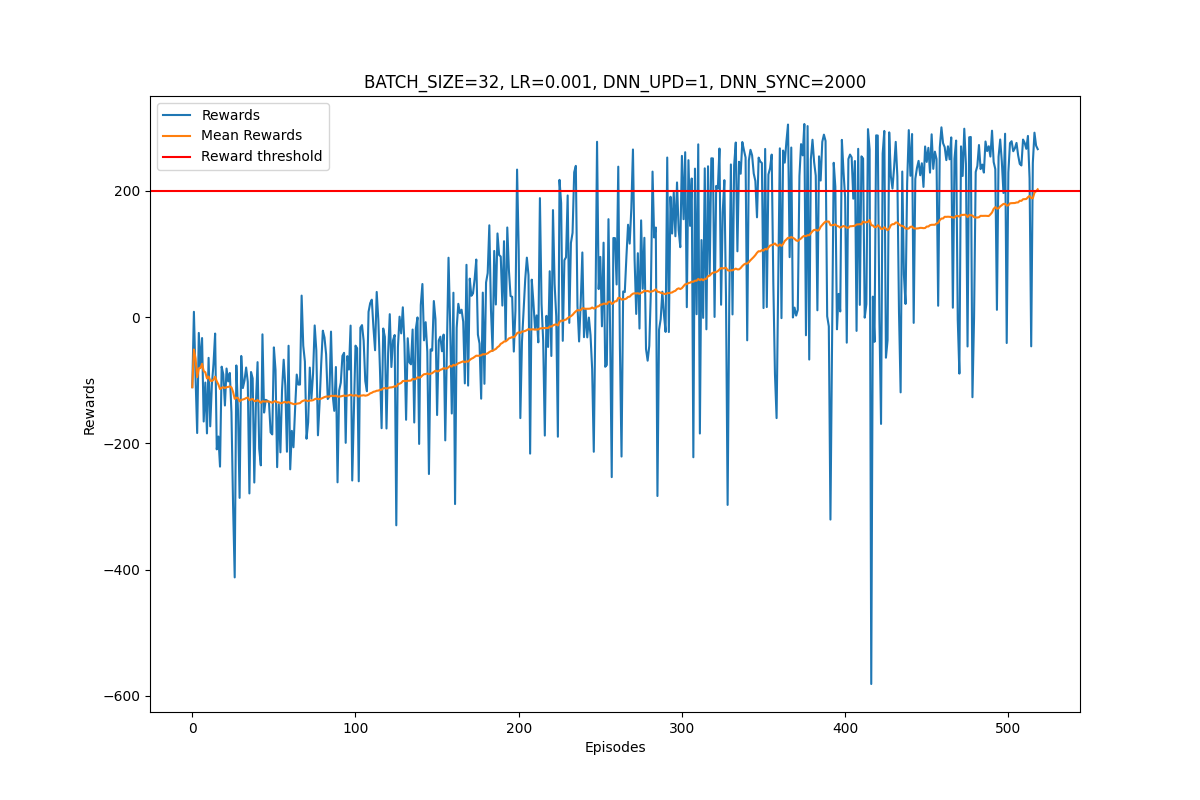 BATCH_SIZE=32, LR=0.001, DNN_UPD=1, DNN_SYNC=2000
Rewards
Mean Rewards
Reward threshold
200
0
−200
−400
−600
Rewards
0
100
200
300
400
500
Episodes